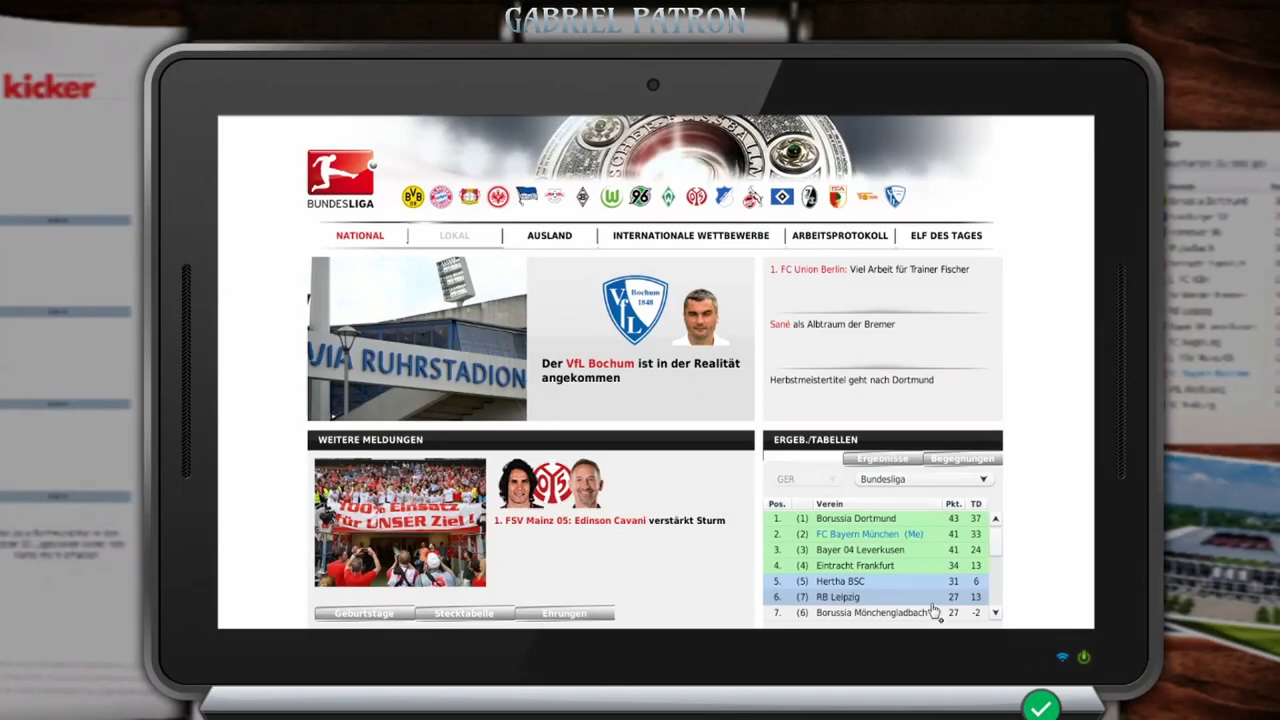 GABRIEL PATRON
kicker
BUNDESLIGA
NATIONAL
LOKAL
AUSLAND
INTERNATIONALE WETTBEWERBE
ARBEITSPROTOKOLL
ELF DES TAGES
VIA RUHRSTADION
VfL Bochum 1848
Der VfL Bochum ist in der Realität
angekommen
1. FC Union Berlin: Viel Arbeit für Trainer Fischer
Sané als Albtraum der Bremer
Herbstmeistertitel geht nach Dortmund
WEITERE MELDUNGEN
100% Einsatz
für UNSER Ziel!
1. FSV Mainz 05: Edinson Cavani verstärkt Sturm
Geburtstage
Stecktabelle
Ehrungen
ERGEB./TABELLEN
Ergebnisse
Begegnungen
GER
Bundesliga
Pos. Verein Pkt. TD
1. (1) Borussia Dortmund 43 37
2. (2) FC Bayern München (Me) 41 33
3. (3) Bayer 04 Leverkusen 41 24
4. (4) Eintracht Frankfurt 34 13
5. (5) Hertha BSC 31 6
6. (7) RB Leipzig 27 13
7. (6) Borussia Mönchengladbach 27 -2